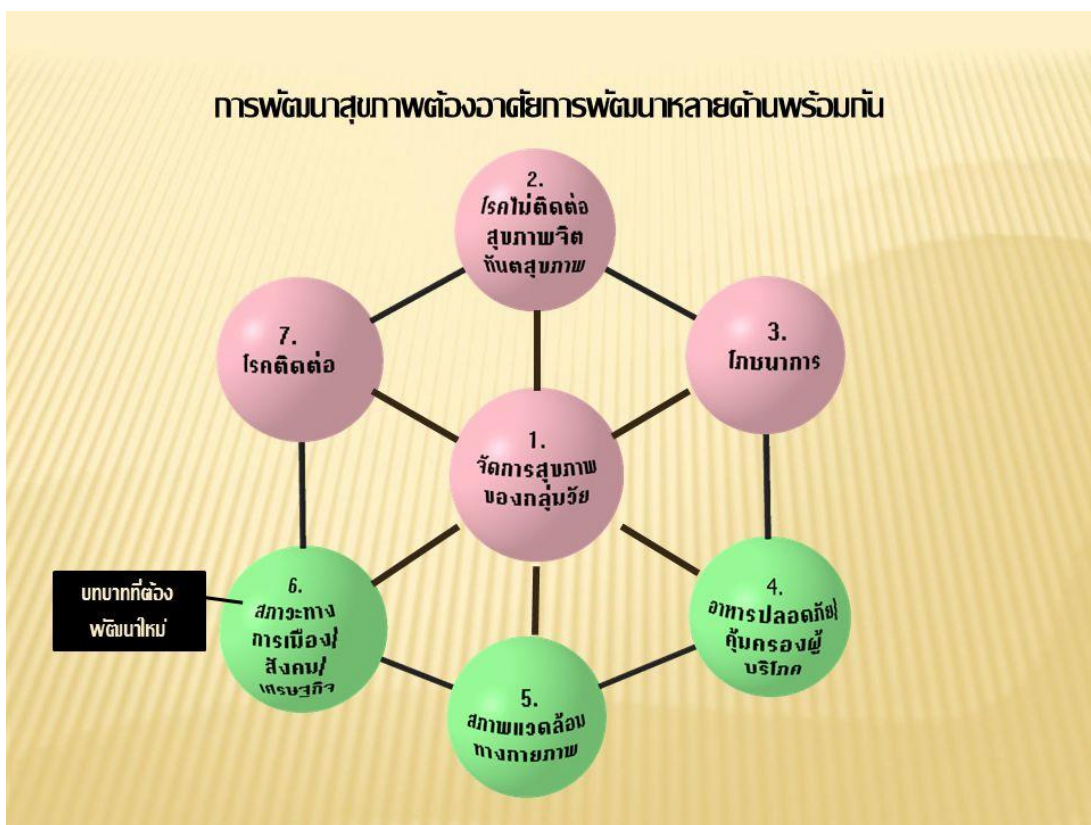 การพัฒนาสุขภาพต้องอาศัยการพัฒนาหลายด้านพร้อมกัน
2.
โรคไม่ติดต่อ
สุขภาพจิต
ทันตสุขภาพ
7.
โรคติดต่อ
3.
โภชนาการ
1.
จัดการสุขภาพ
ของกลุ่มวัย
บทบาทที่ต้อง
พัฒนาใหม่
6.
สภาวะทาง
การเมือง/
สังคม/
เศรษฐกิจ
4.
อาหารปลอดภัย/
คุ้มครองผู้
บริโภค
5.
สภาพแวดล้อม
ทางกายภาพ